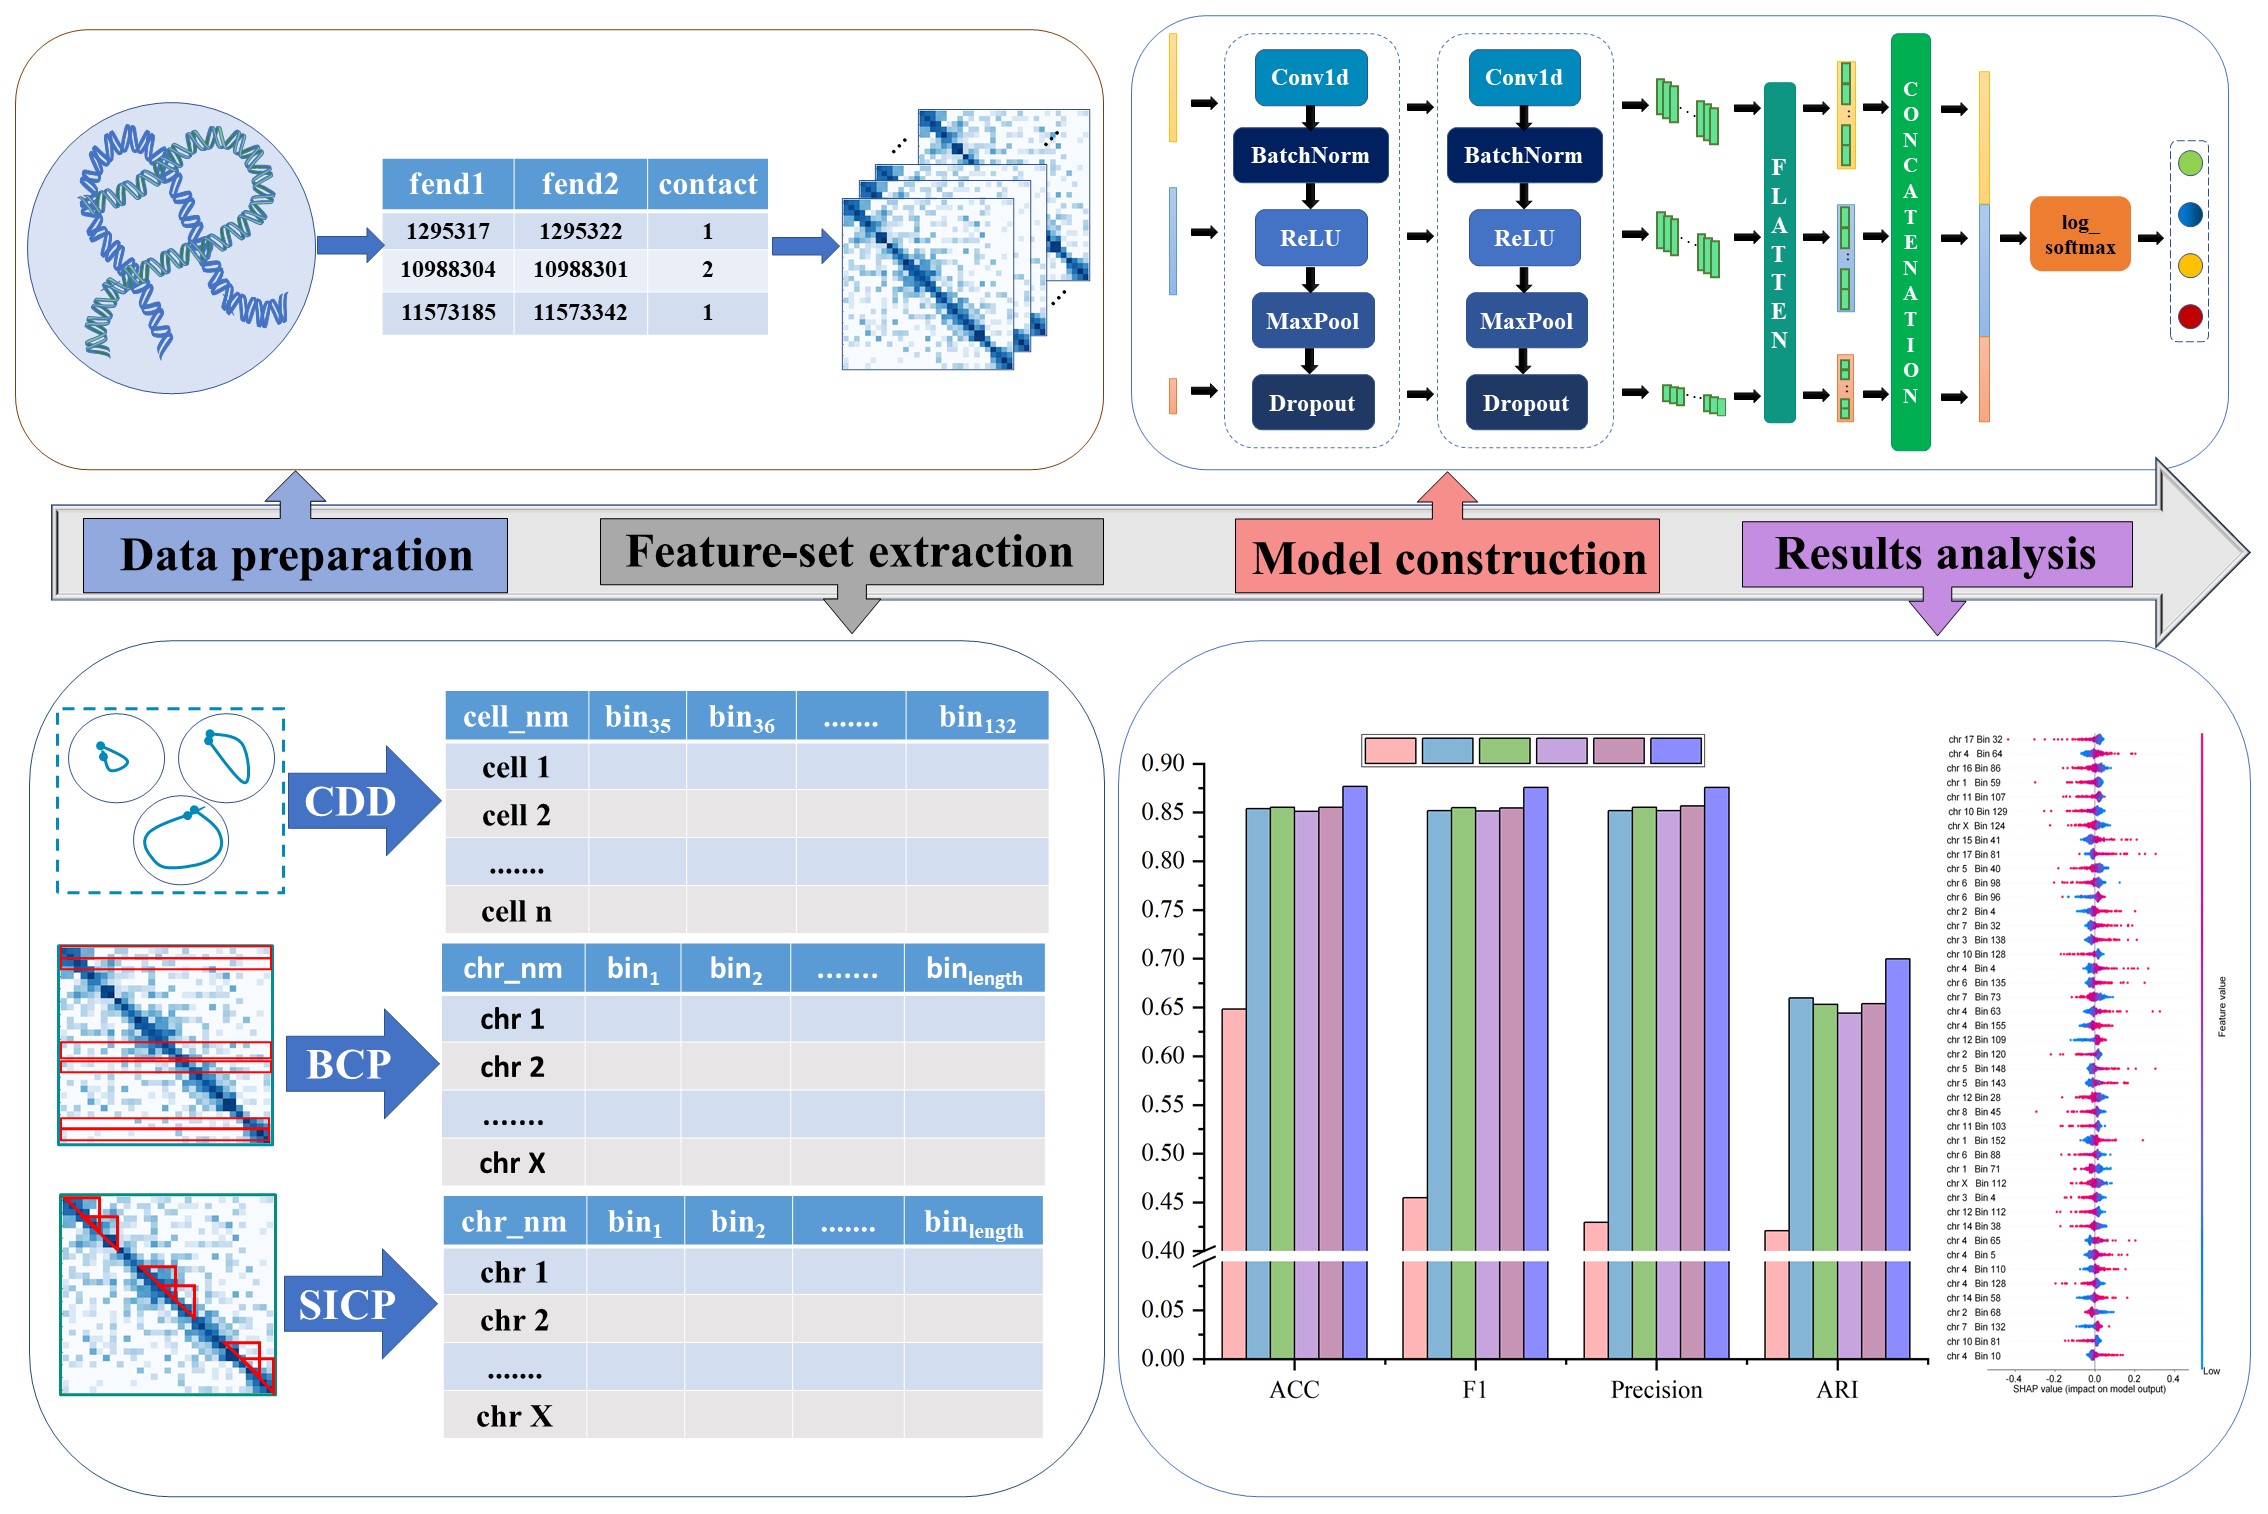 fend1 fend2 contact
1295317 1295322 1
10988304 10988301 2
11573185 11573342 1
Conv1d
BatchNorm
ReLU
MaxPool
Dropout
Conv1d
BatchNorm
ReLU
MaxPool
Dropout
FLATTEN
CONCATENATION
log_
softmax
Data preparation
Feature-set extraction
Model construction
Results analysis
CDD
cell_nm bin35 bin36 ....... bin132
cell 1
cell 2
.......
cell n
BCP
chr_nm bin1 bin2 ....... binlength
chr 1
chr 2
.......
chr X
SICP
chr_nm bin1 bin2 ....... binlength
chr 1
chr 2
.......
chr X
0.90
0.85
0.80
0.75
0.70
0.65
0.60
0.55
0.50
0.45
0.40
0.05
0.00
ACC F1 Precision ARI
chr 17 Bin 32
chr 4 Bin 64
chr 16 Bin 86
chr 1 Bin 59
chr 11 Bin 107
chr 10 Bin 129
chr X Bin 124
chr 15 Bin 41
chr 17 Bin 81
chr 5 Bin 40
chr 6 Bin 98
chr 6 Bin 96
chr 2 Bin 4
chr 7 Bin 32
chr 3 Bin 138
chr 10 Bin 128
chr 4 Bin 4
chr 6 Bin 135
chr 7 Bin 73
chr 4 Bin 63
chr 4 Bin 155
chr 12 Bin 109
chr 2 Bin 120
chr 5 Bin 148
chr 5 Bin 143
chr 12 Bin 28
chr 8 Bin 45
chr 11 Bin 103
chr 1 Bin 152
chr 6 Bin 88
chr 1 Bin 71
chr X Bin 112
chr 3 Bin 4
chr 12 Bin 112
chr 14 Bin 38
chr 4 Bin 65
chr 4 Bin 5
chr 4 Bin 110
chr 4 Bin 128
chr 14 Bin 58
chr 2 Bin 68
chr 7 Bin 132
chr 10 Bin 81
chr 4 Bin 10
-0.4 -0.2 0.0 0.2 0.4
SHAP value (impact on model output)
Feature value
Low